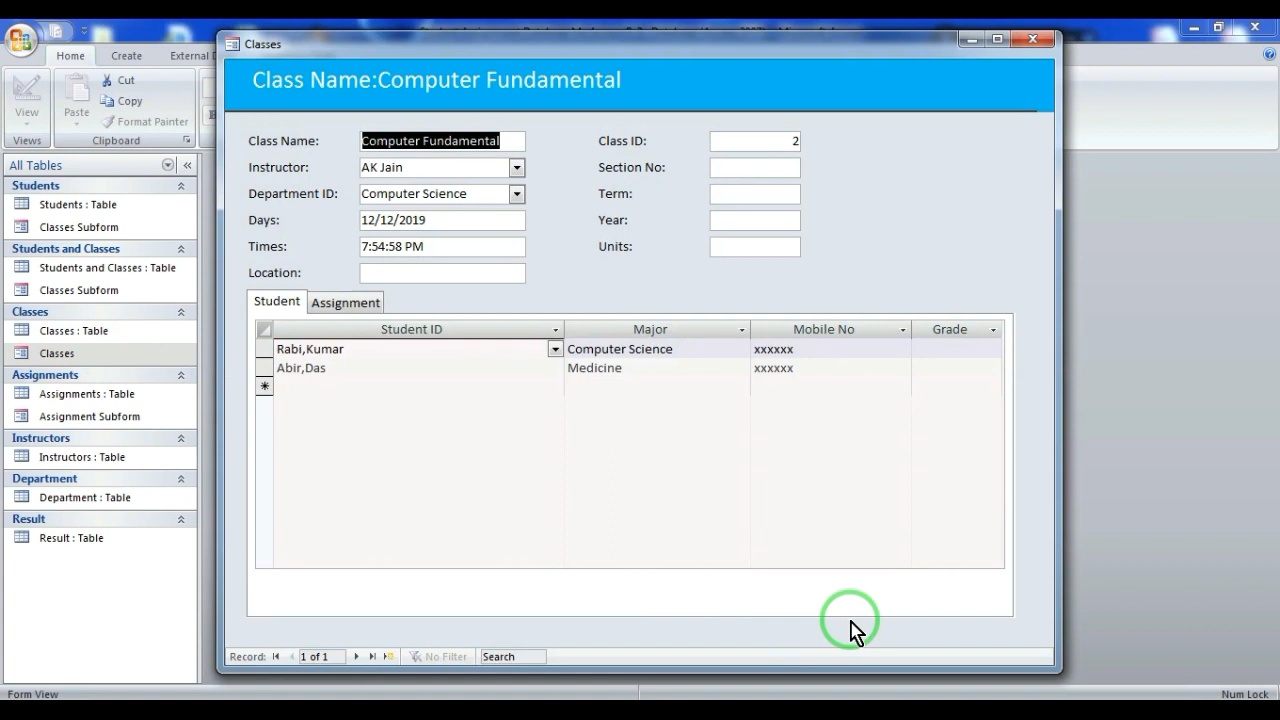 Classes
Home Create External D
View
Paste
Cut
Copy
Format Painter
Views Clipboard
All Tables
Students
Students : Table
Classes Subform
Students and Classes
Students and Classes : Table
Classes Subform
Classes
Classes : Table
Classes
Assignments
Assignments : Table
Assignment Subform
Instructors
Instructors : Table
Department
Department : Table
Result
Result : Table
Class Name:Computer Fundamental
Class Name: Computer Fundamental Class ID: 2
Instructor: AK Jain Section No:
Department ID: Computer Science Term:
Days: 12/12/2019 Year:
Times: 7:54:58 PM Units:
Location:
Student Assignment
Student ID Major Mobile No Grade
Rabi,Kumar Computer Science xxxxxx
Abir,Das Medicine xxxxxx
Record: 1 of 1 No Filter Search
Form View Num Lock